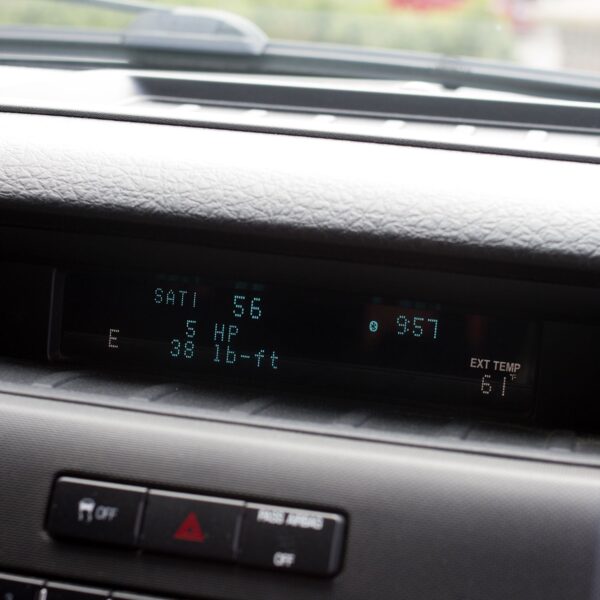 SAT1 56
9:57
5 HP
E
38 lb-ft
EXT TEMP
61°F
OFF
PASS AIRBAG
OFF